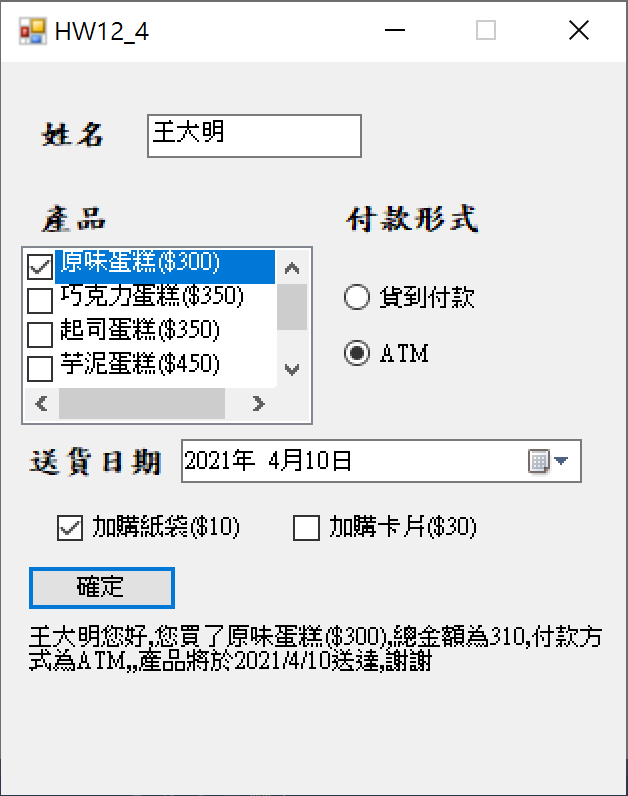 HW12_4
姓名
王大明
產品
付款形式
原味蛋糕($300)
巧克力蛋糕($350)
起司蛋糕($350)
芋泥蛋糕($450)
貨到付款
ATM
送貨日期
2021年 4月10日
加購紙袋($10)
加購卡片($30)
確定
王大明您好,您買了原味蛋糕($300),總金額為310,付款方
式為ATM,,產品將於2021/4/10送達,謝謝